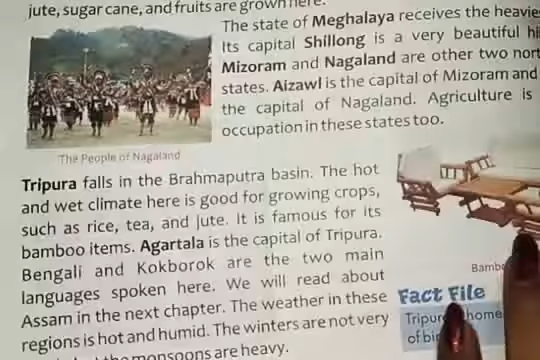 jute, sugar cane, and fruits are grown here.
The state of Meghalaya receives the
Its capital Shillong is a very beautiful
Mizoram and Nagaland are other two
states. Aizawl is the capital of Mizoram and
the capital of Nagaland. Agriculture is
occupation in these states too.
The People of Nagaland
Tripura falls in the Brahmaputra basin. The hot
and wet climate here is good for growing crops,
such as rice, tea, and jute. It is famous for its
bamboo items. Agartala is the capital of Tripura.
Bengali and Kokborok are the two main
languages spoken here. We will read about
Assam in the next chapter. The weather in these
regions is hot and humid. The winters are not very
the monsoons are heavy.
Fact File
home
of